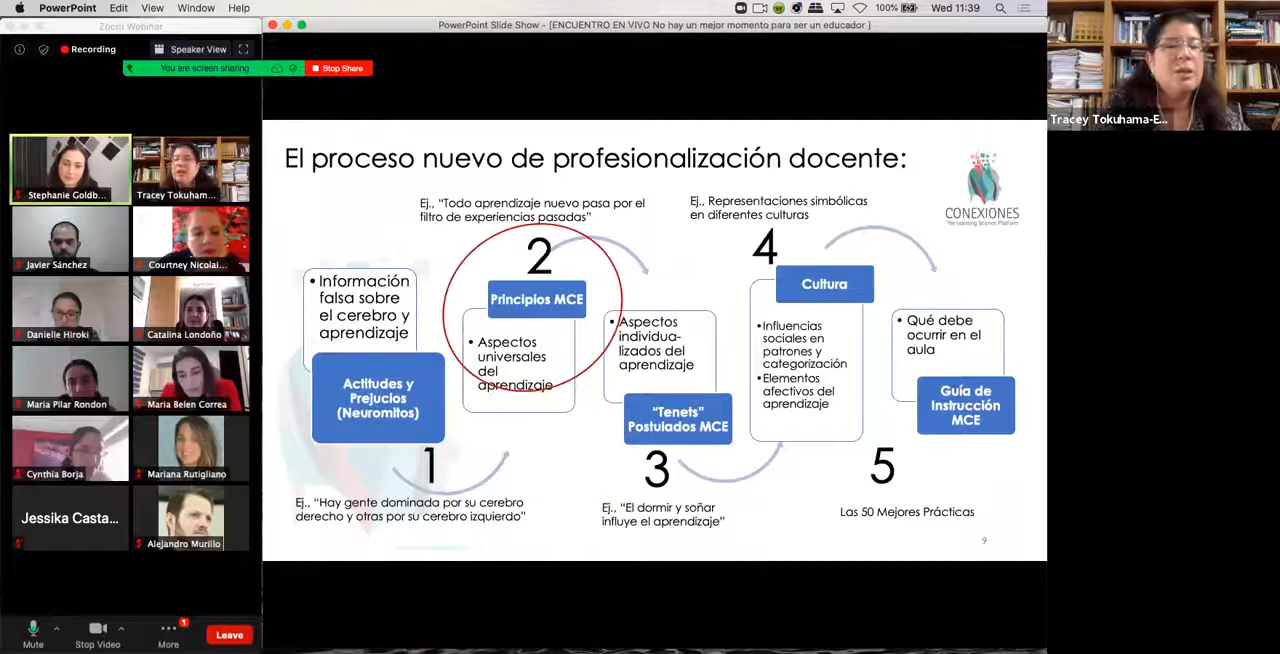 PowerPoint Edit View Window Help
100%
Wed 11:39
Zoom Webinar
PowerPoint Slide Show - [ENCUENTRO EN VIVO No hay un mejor momento para ser un educador ]
Recording
Speaker View
You are screen sharing
Stop Share
Stephanie Goldb...
Tracey Tokuham...
Javier Sánchez
Courtney Nicolai...
Danielle Hiroki
Catalina Londoño
Maria Pilar Rondon
Maria Belen Correa
Cynthia Borja
Mariana Rutigliano
Jessika Casta...
Alejandro Murillo
Mute
Stop Video
More
1
Leave
Tracey Tokuhama-E...
El proceso nuevo de profesionalización docente:
CONEXIONES
The Learning Science Platform
• Información
falsa sobre
el cerebro y
aprendizaje
Actitudes y
Prejucios
(Neuromitos)
1
Ej., “Hay gente dominada por su cerebro
derecho y otras por su cerebro izquierdo”
Ej., “Todo aprendizaje nuevo pasa por el
filtro de experiencias pasadas”
2
Principios MCE
• Aspectos
universales
del
aprendizaje
• Aspectos
individua-
lizados del
aprendizaje
“Tenets”
Postulados MCE
3
Ej., “El dormir y soñar
influye el aprendizaje”
Ej., Representaciones simbólicas
en diferentes culturas
4
Cultura
• Influencias
sociales en
patrones y
categorización
• Elementos
afectivos del
aprendizaje
• Qué debe
ocurrir en el
aula
Guía de
Instrucción
MCE
5
Las 50 Mejores Prácticas
9